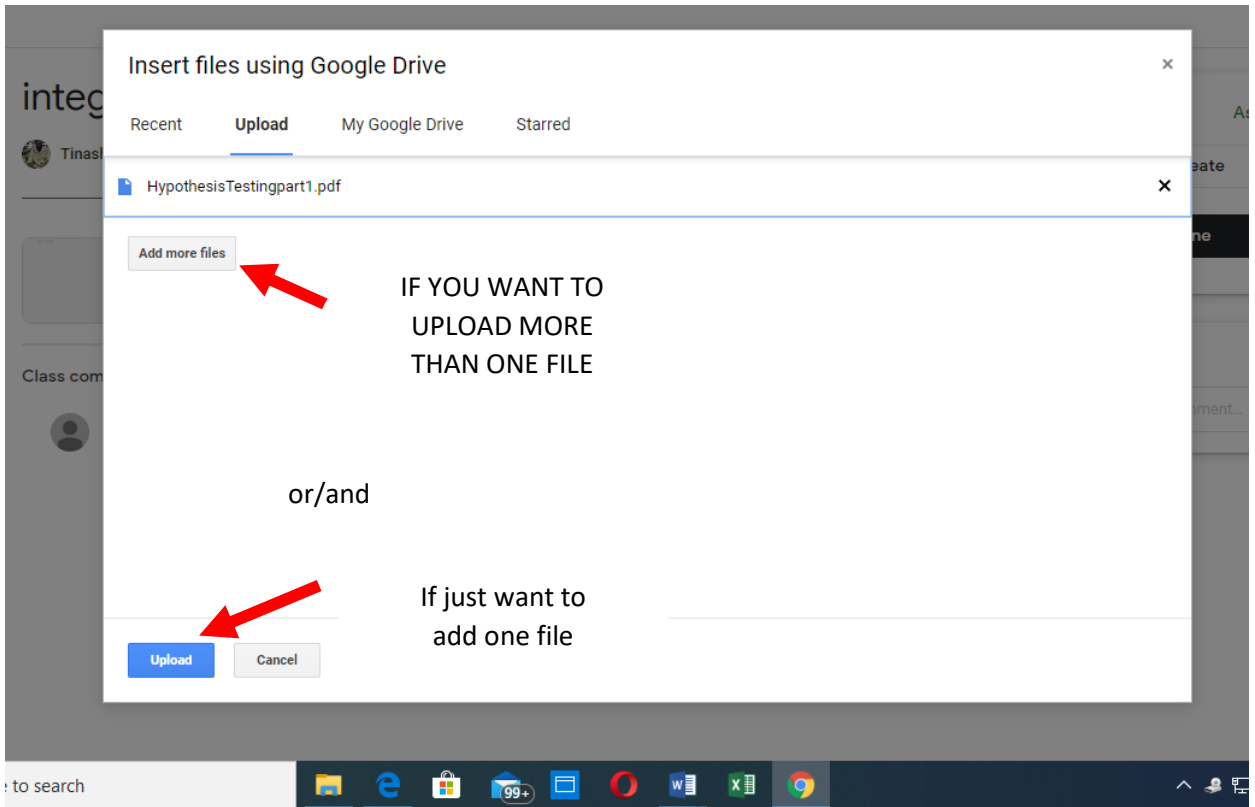 Insert files using Google Drive
×
integ
Recent Upload My Google Drive Starred
As
Tinas
eate
HypothesisTestingpart1.pdf
×
ne
Add more files
IF YOU WANT TO
UPLOAD MORE
THAN ONE FILE
Class com
nment...
or/and
If just want to
add one file
Upload Cancel
to search
99+